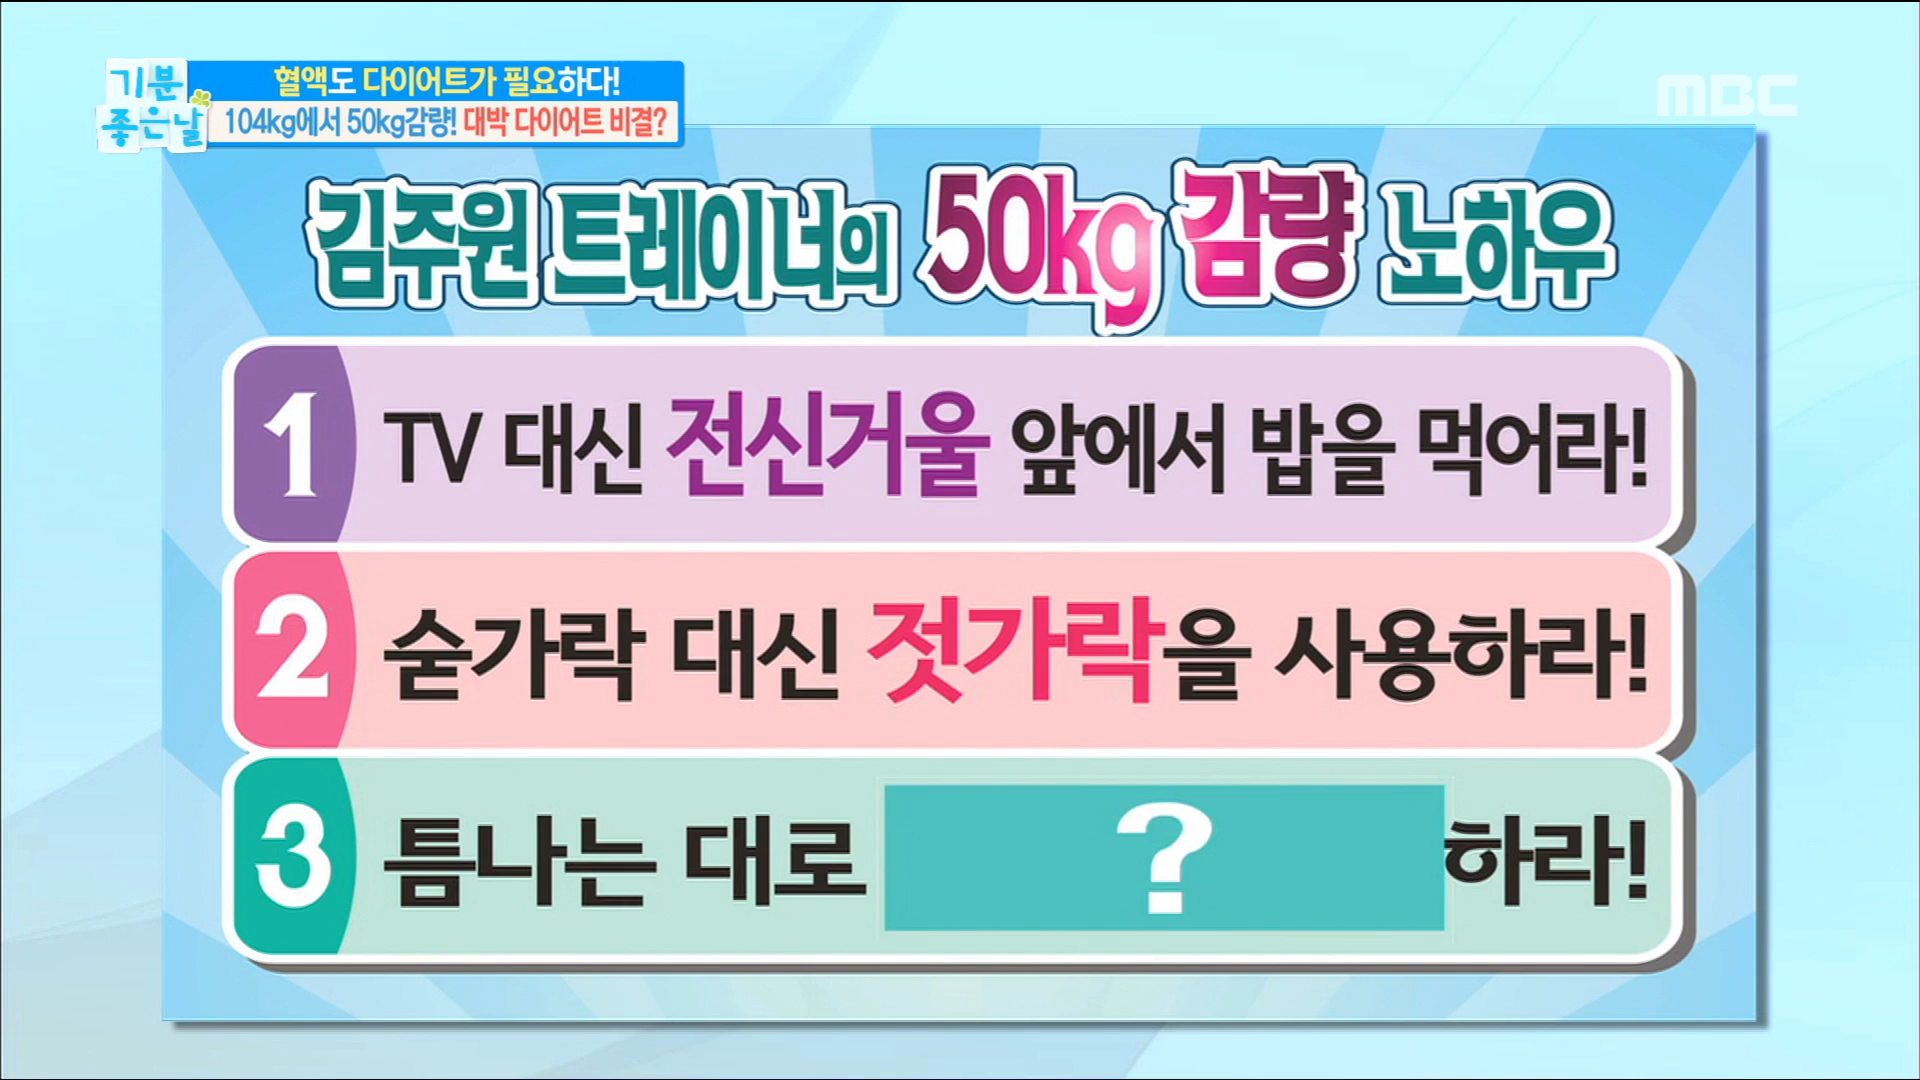 기분
좋은날
혈액도 다이어트가 필요하다!
104kg에서 50kg감량! 대박 다이어트 비결?
MBC
김주원 트레이너의 50kg 감량 노하우
1 TV 대신 전신거울 앞에서 밥을 먹어라!
2 숟가락 대신 젓가락을 사용하라!
3 틈나는 대로 ? 하라!